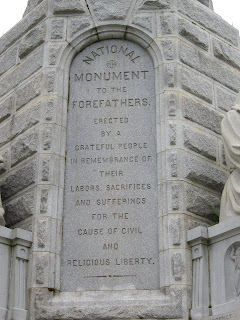 NATIONAL
MONUMENT
TO THE
FOREFATHERS.
ERECTED
BY A
GRATEFUL PEOPLE
IN REMEMBRANCE OF
THEIR
LABORS, SACRIFICES
AND SUFFERINGS
FOR THE
CAUSE OF CIVIL
AND
RELIGIOUS LIBERTY.